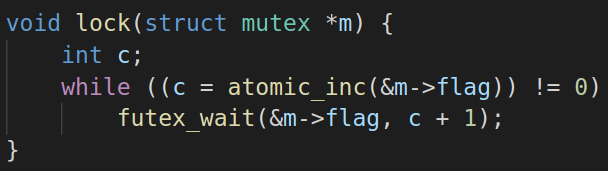 void lock(struct mutex *m) {
    int c;
    while ((c = atomic_inc(&m->flag)) != 0)
        futex_wait(&m->flag, c + 1);
}